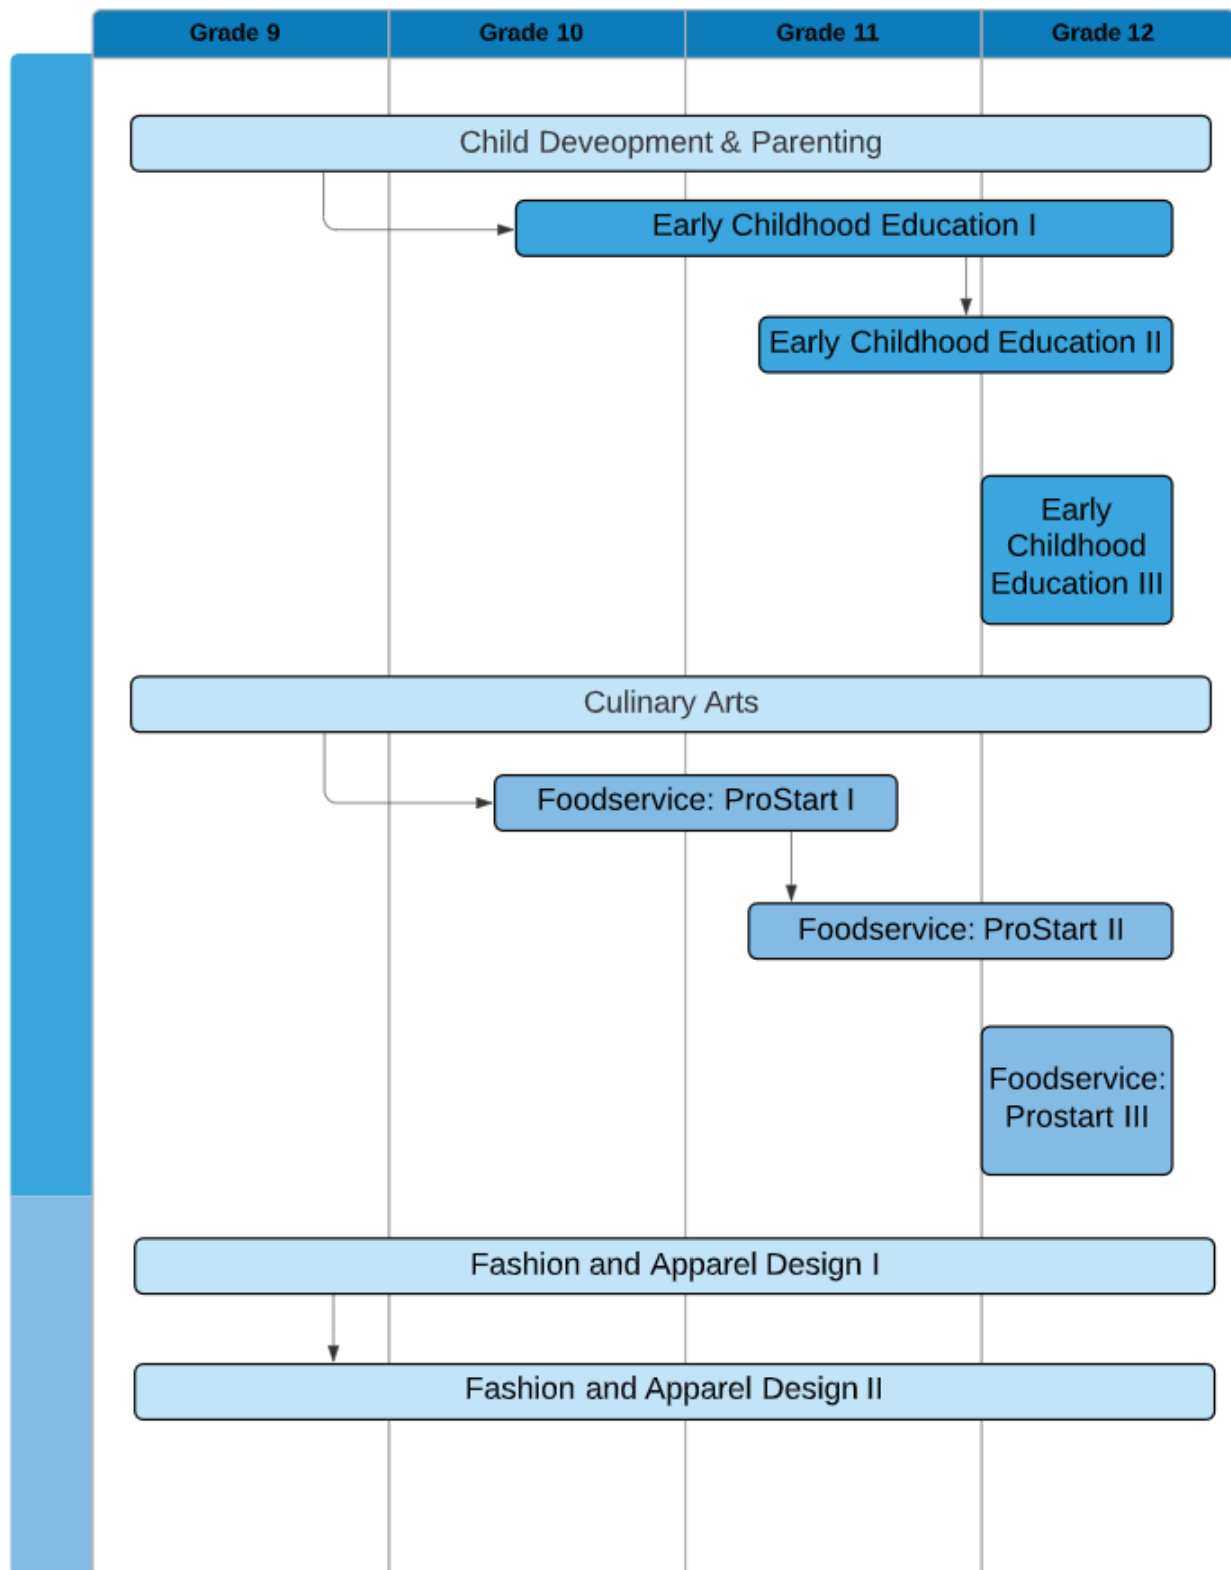 Grade 9
Grade 10
Grade 11
Grade 12
Child Deveopment & Parenting
Early Childhood Education I
Early Childhood Education II
Early
Childhood
Education III
Culinary Arts
Foodservice: ProStart I
Foodservice: ProStart II
Foodservice:
Prostart III
Fashion and Apparel Design I
Fashion and Apparel Design II